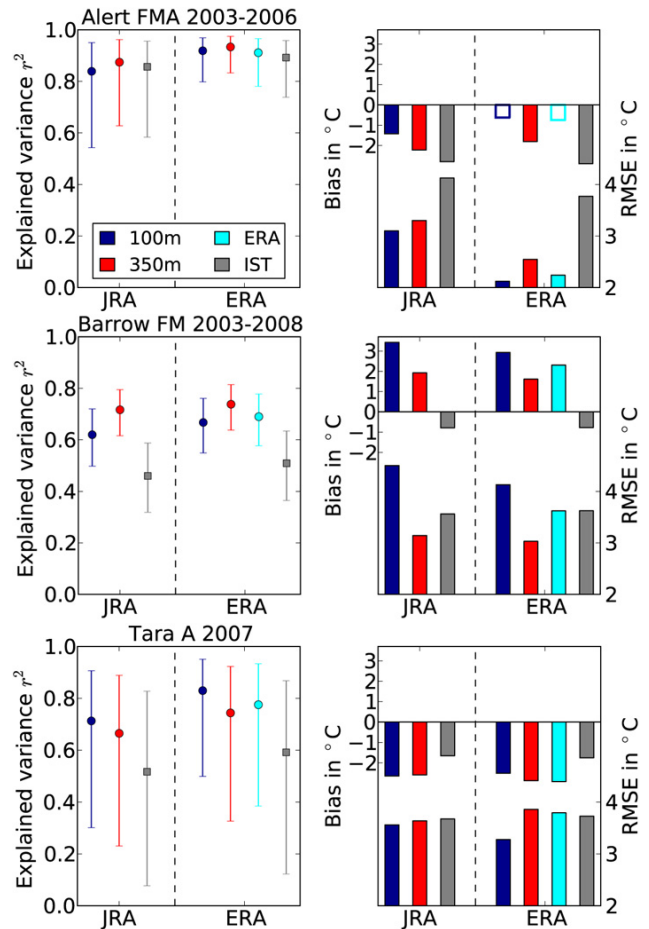 Alert FMA 2003-2006
Explained variance r²
1.0
0.8
0.6
0.4
0.2
0.0
100m
350m
ERA
IST
JRA
ERA
Bias in °C
3
2
1
0
−1
−2
RMSE in °C
4
3
2
JRA
ERA
Barrow FM 2003-2008
Explained variance r²
1.0
0.8
0.6
0.4
0.2
0.0
JRA
ERA
Bias in °C
3
2
1
0
−1
−2
RMSE in °C
4
3
2
JRA
ERA
Tara A 2007
Explained variance r²
1.0
0.8
0.6
0.4
0.2
0.0
JRA
ERA
Bias in °C
3
2
1
0
−1
−2
RMSE in °C
4
3
2
JRA
ERA